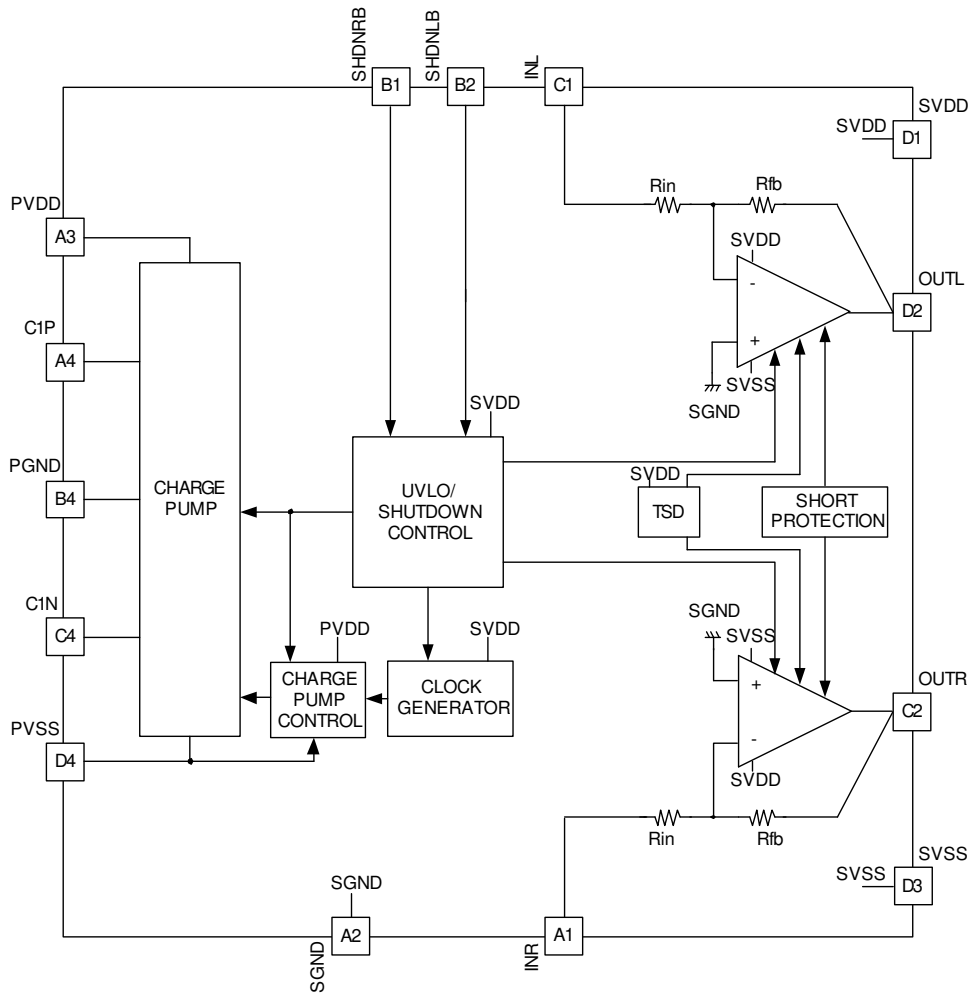 SHDNRB
SHDNLB
INL
B1
B2
C1
SVDD
SVDD
D1
PVDD
A3
Rin
Rfb
SVDD
-
+
SVSS
SGND
OUTL
D2
C1P
A4
SVDD
UVLO/
SHUTDOWN
CONTROL
CHARGE
PUMP
PGND
B4
SVDD
TSD
SHORT
PROTECTION
C1N
C4
PVDD
SVDD
CHARGE
PUMP
CONTROL
CLOCK
GENERATOR
SGND
SVSS
+
-
SVDD
OUTR
C2
PVSS
D4
Rin
Rfb
SVSS
SVSS
D3
SGND
A2
SGND
A1
INR